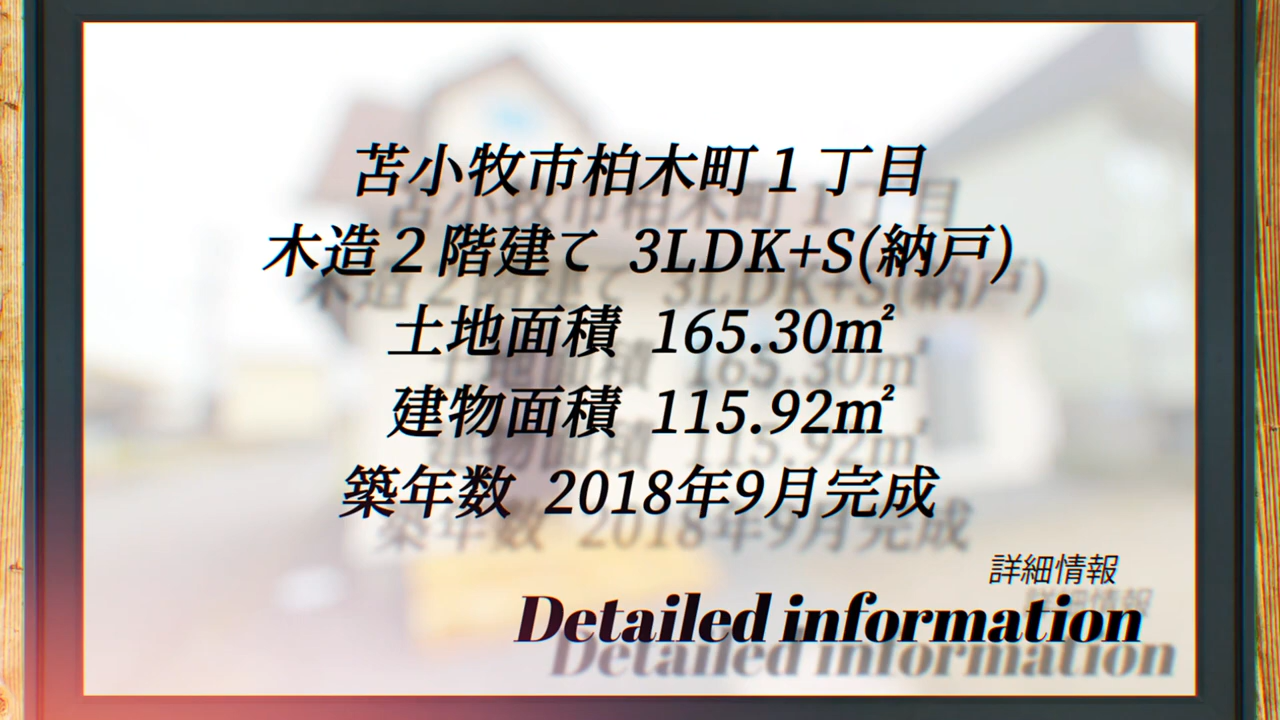 苫小牧市柏木町１丁目
木造２階建て 3LDK+S(納戸)
土地面積 165.30㎡
建物面積 115.92㎡
築年数 2018年9月完成
詳細情報
Detailed information